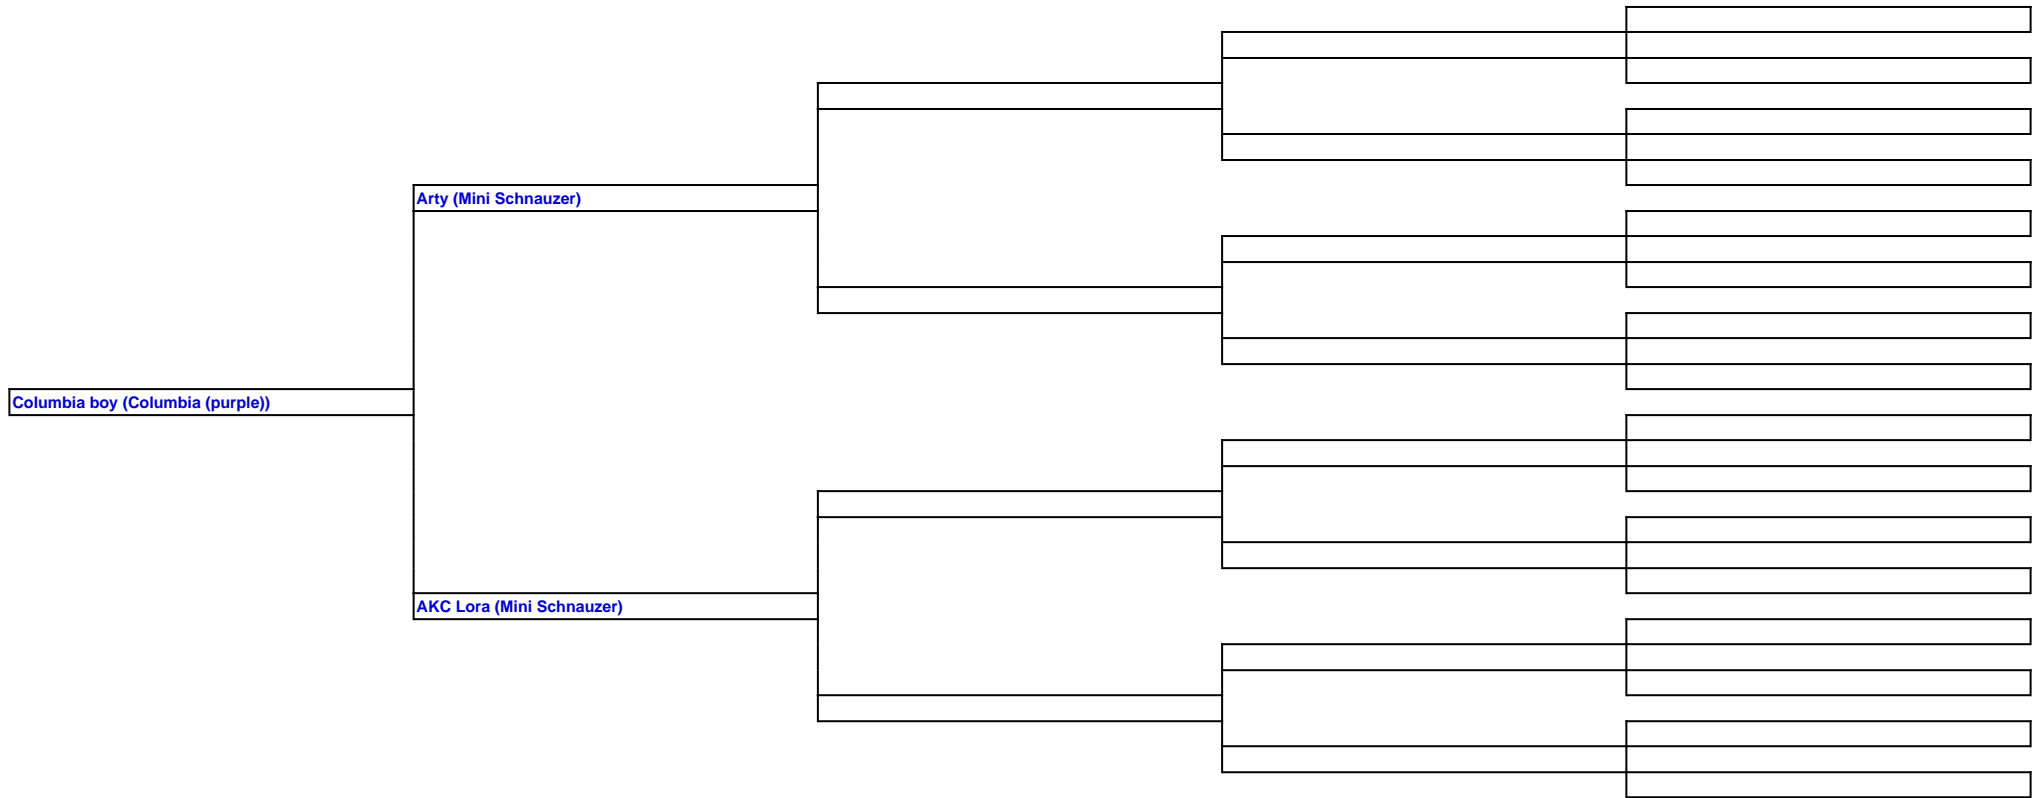 Arty (Mini Schnauzer)
Columbia boy (Columbia (purple))
AKC Lora (Mini Schnauzer)